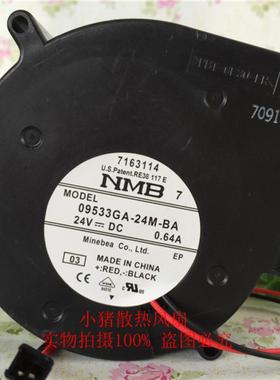 709I
7163114
U.S.Patent.RE38 117 E
NMB 7
MODEL
09533GA-24M-BA
24V ⎓ DC 0.64A
Minebea Co., Ltd. EP
03 MADE IN CHINA
+:RED,-:BLACK
小猪散热风扇
实物拍摄100% 盗图必究